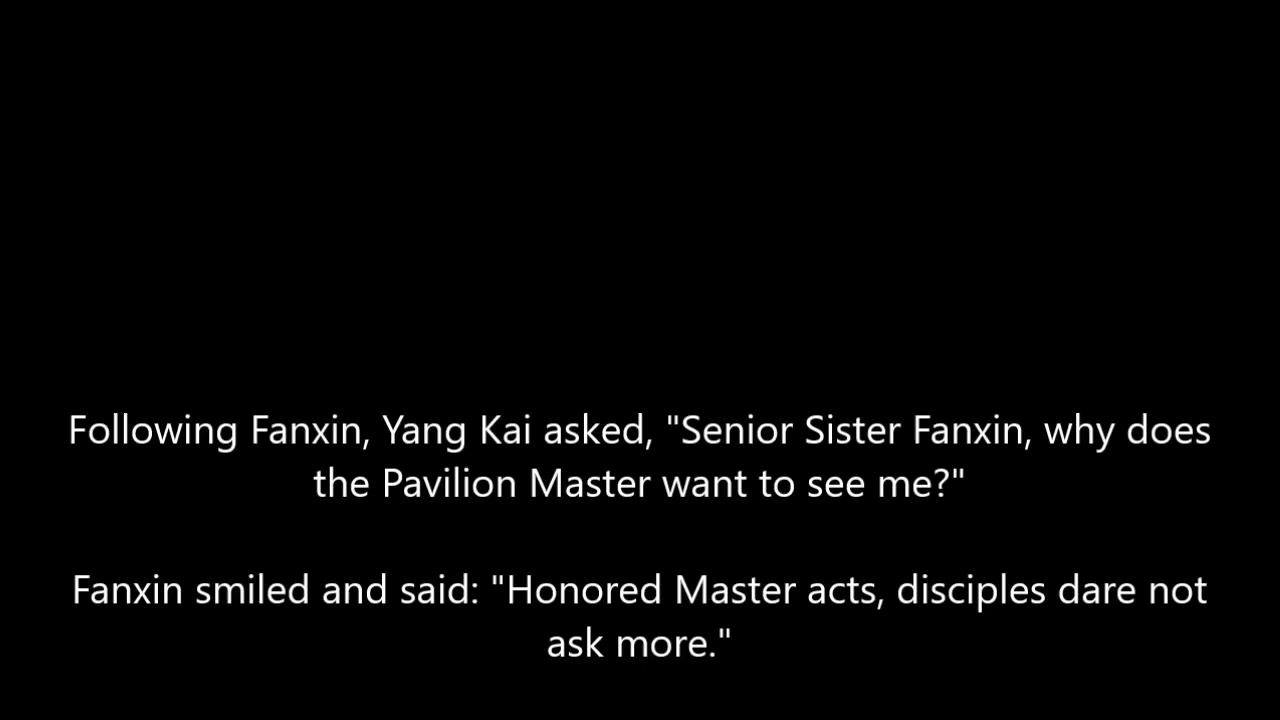 Following Fanxin, Yang Kai asked, "Senior Sister Fanxin, why does
the Pavilion Master want to see me?"
Fanxin smiled and said: "Honored Master acts, disciples dare not
ask more."